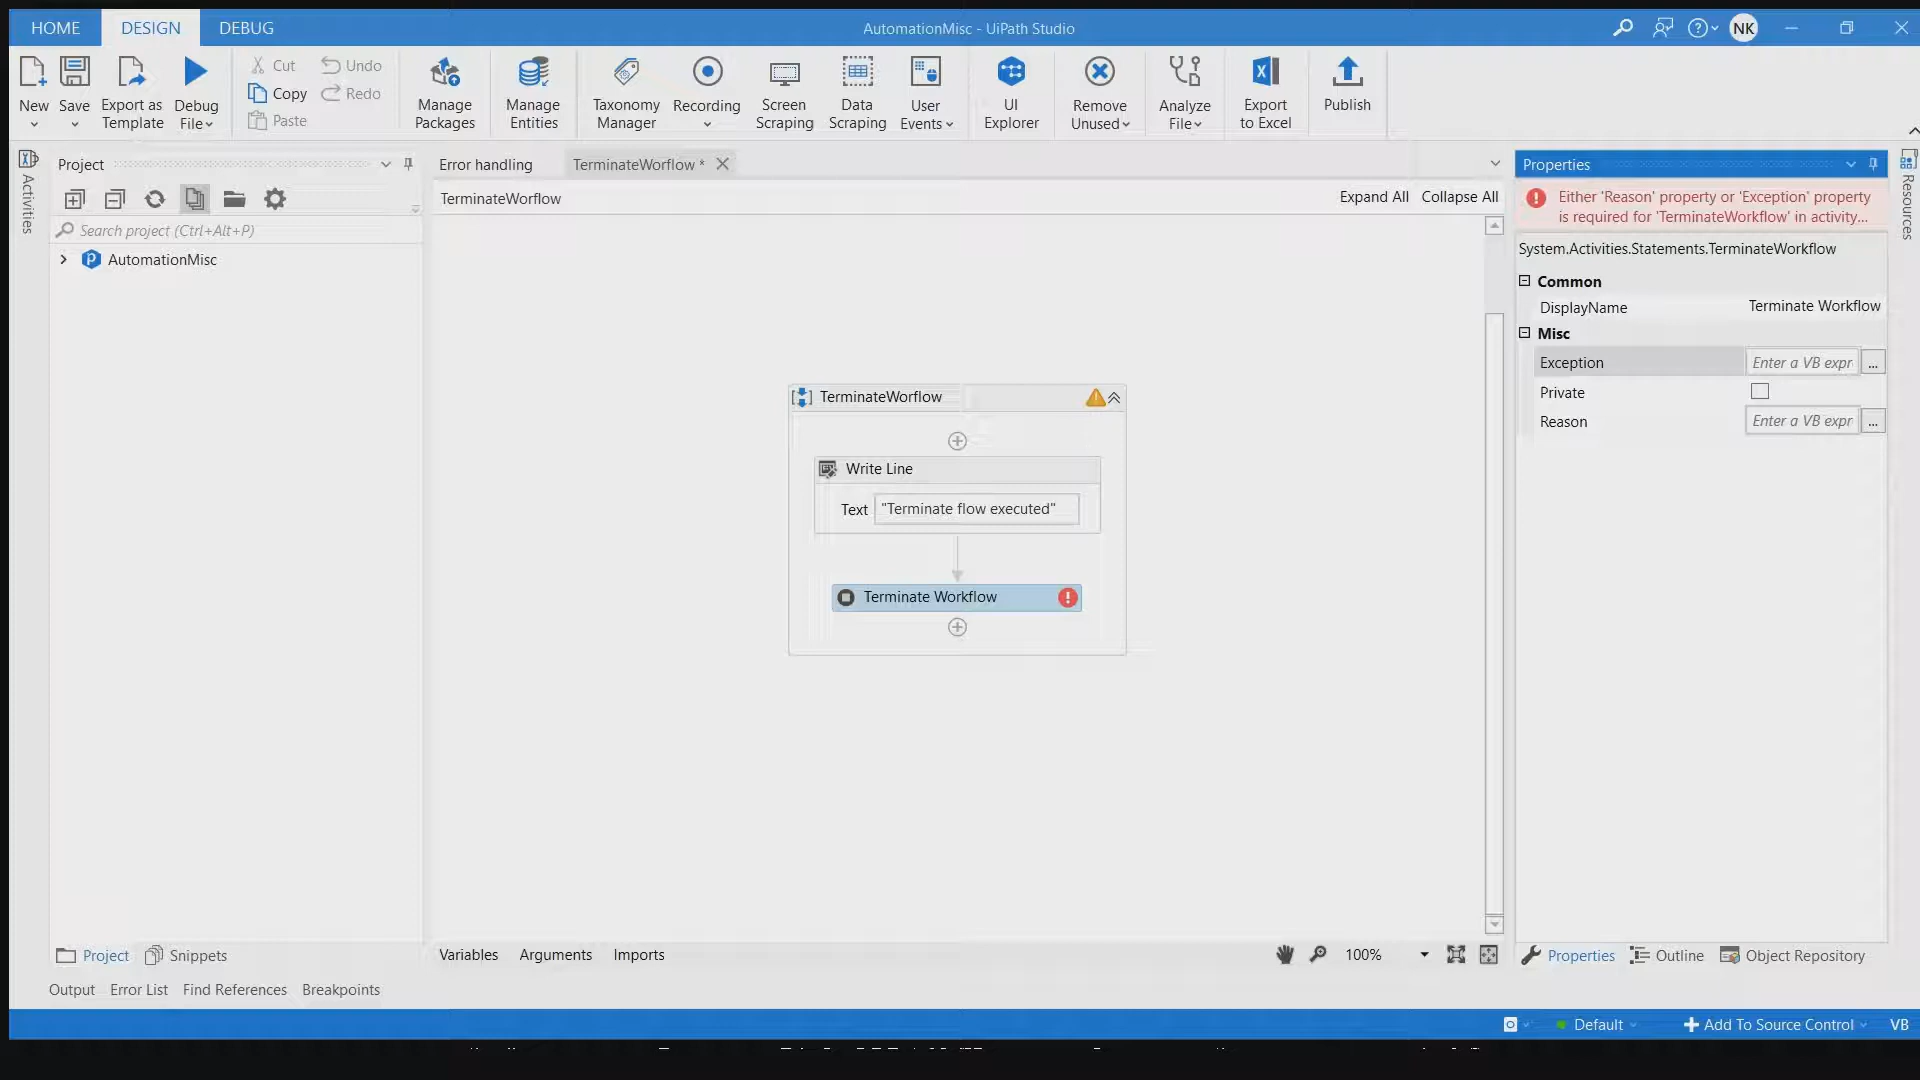 HOME DESIGN DEBUG AutomationMisc - UiPath Studio NK
New Save Export as Template Debug File Cut Copy Paste Undo Redo Manage Packages Manage Entities Taxonomy Manager Recording Screen Scraping Data Scraping User Events UI Explorer Remove Unused Analyze File Export to Excel Publish
Activities
Project
Search project (Ctrl+Alt+P)
AutomationMisc
Error handling TerminateWorflow *
TerminateWorflow Expand All Collapse All
TerminateWorflow
Write Line
Text "Terminate flow executed"
Terminate Workflow
Properties
Either 'Reason' property or 'Exception' property
is required for 'TerminateWorkflow' in activity...
System.Activities.Statements.TerminateWorkflow
Common
DisplayName Terminate Workflow
Misc
Exception Enter a VB expr ...
Private
Reason Enter a VB expr ...
Resources
Project Snippets Variables Arguments Imports 100% Properties Outline Object Repository
Output Error List Find References Breakpoints
Default Add To Source Control VB